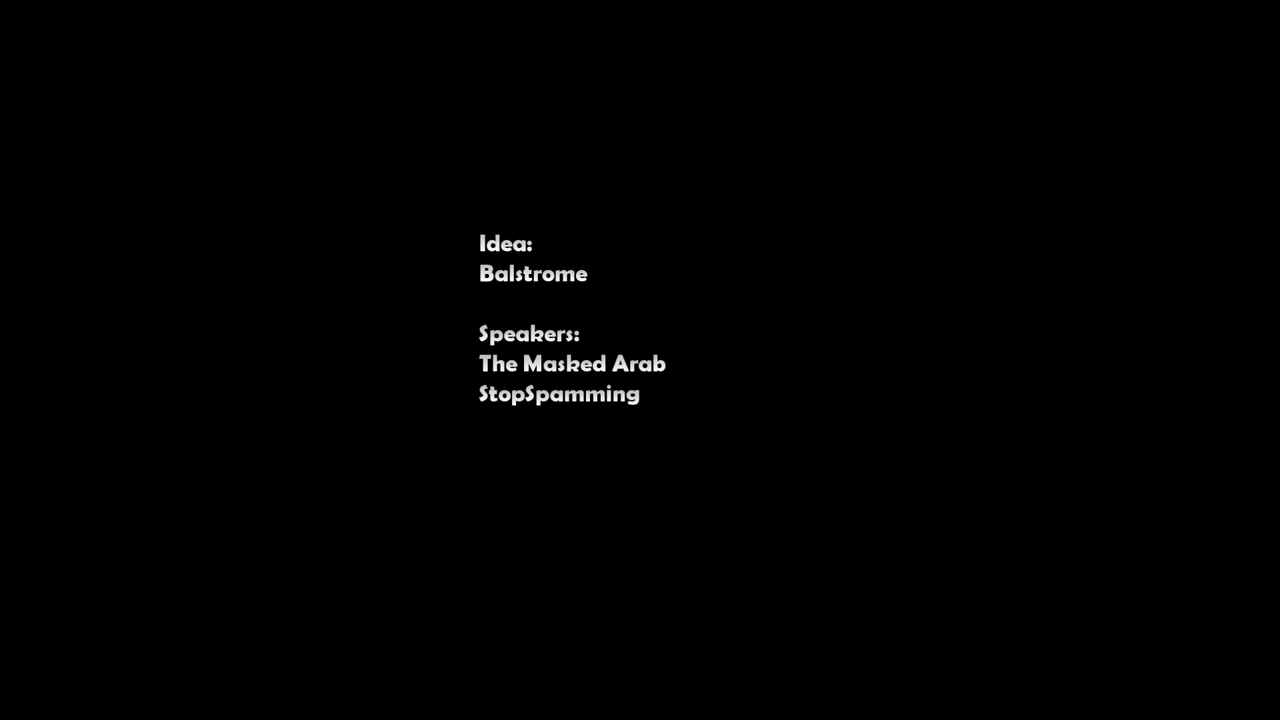 Idea:
Balstrome
Speakers:
The Masked Arab
StopSpamming